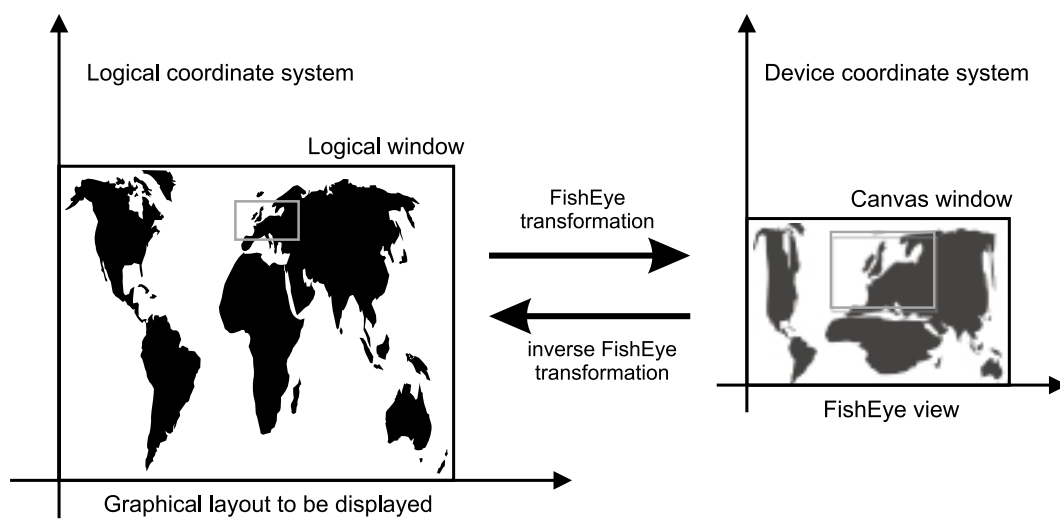 Logical coordinate system
Logical window
Graphical layout to be displayed
FishEye
transformation
inverse FishEye
transformation
Device coordinate system
Canvas window
FishEye view